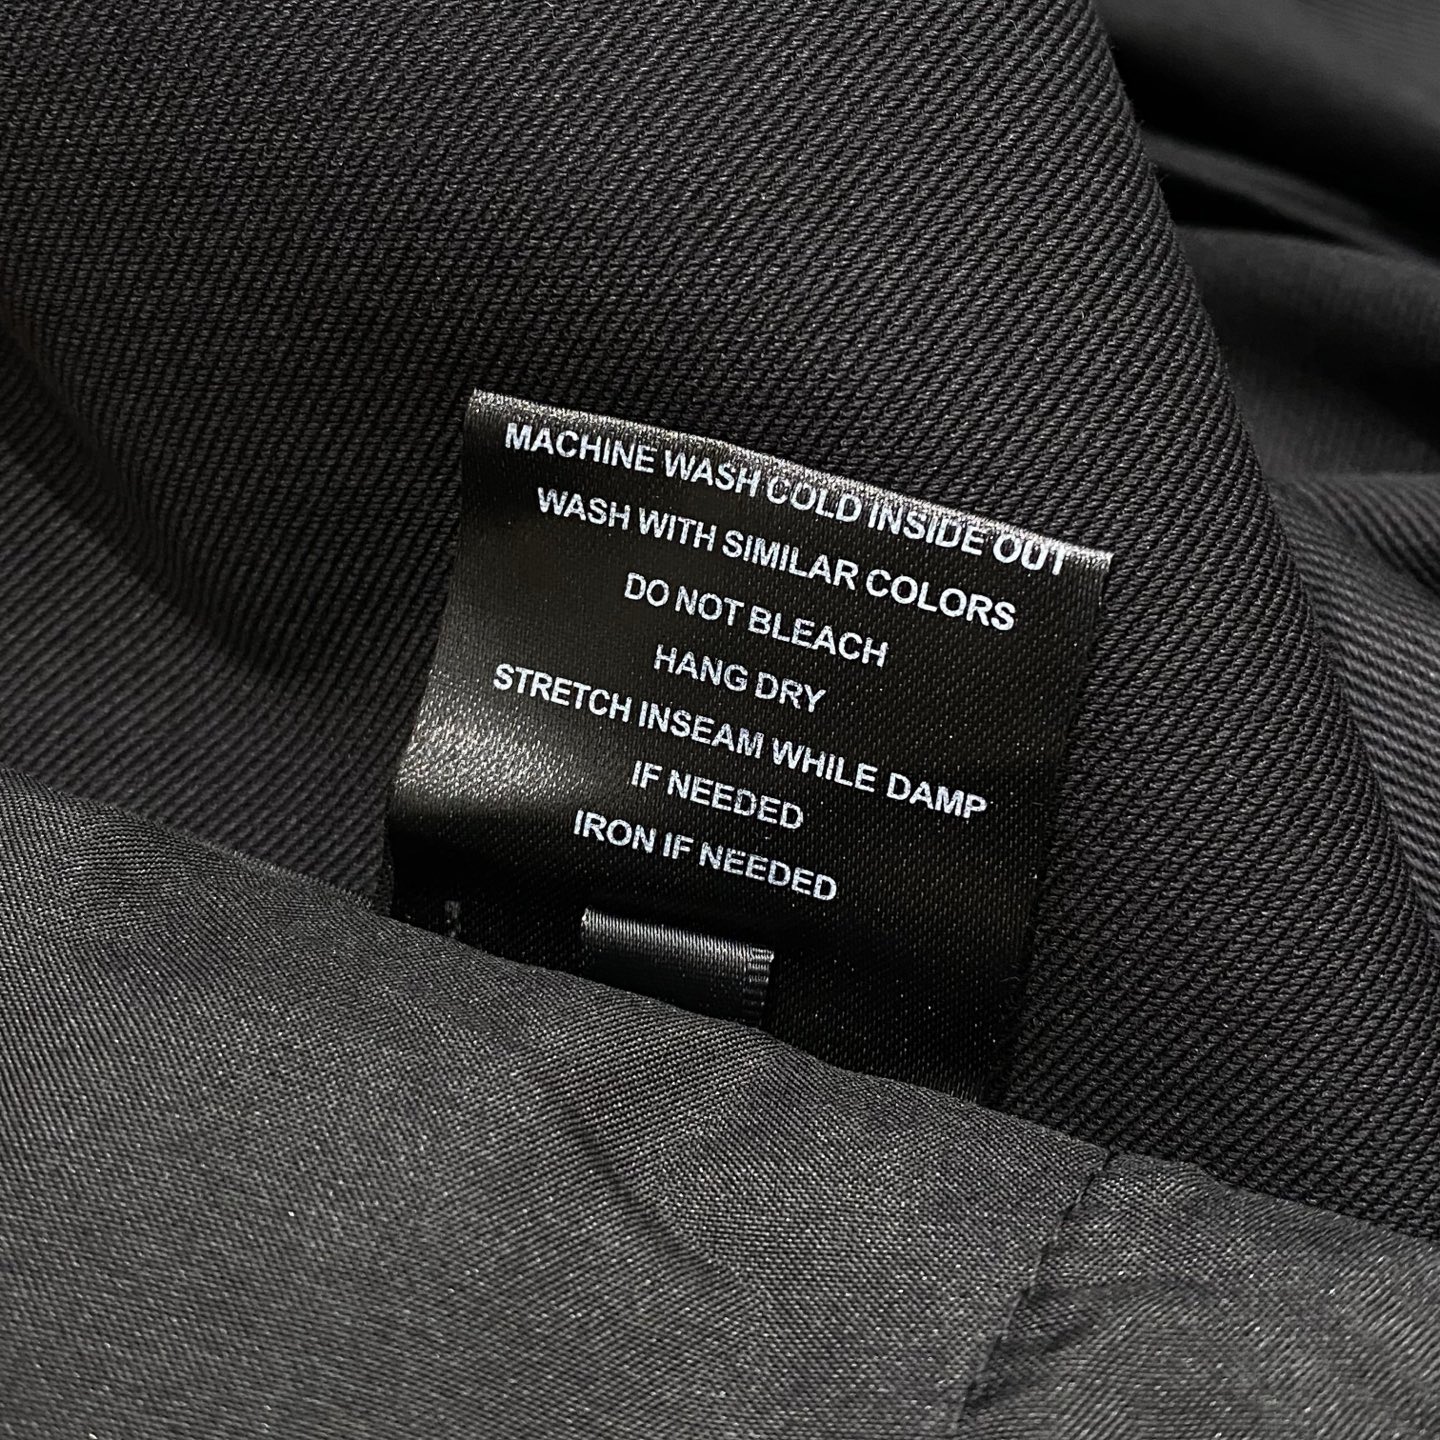 MACHINE WASH COLD INSIDE OUT
WASH WITH SIMILAR COLORS
DO NOT BLEACH
HANG DRY
STRETCH INSEAM WHILE DAMP
IF NEEDED
IRON IF NEEDED